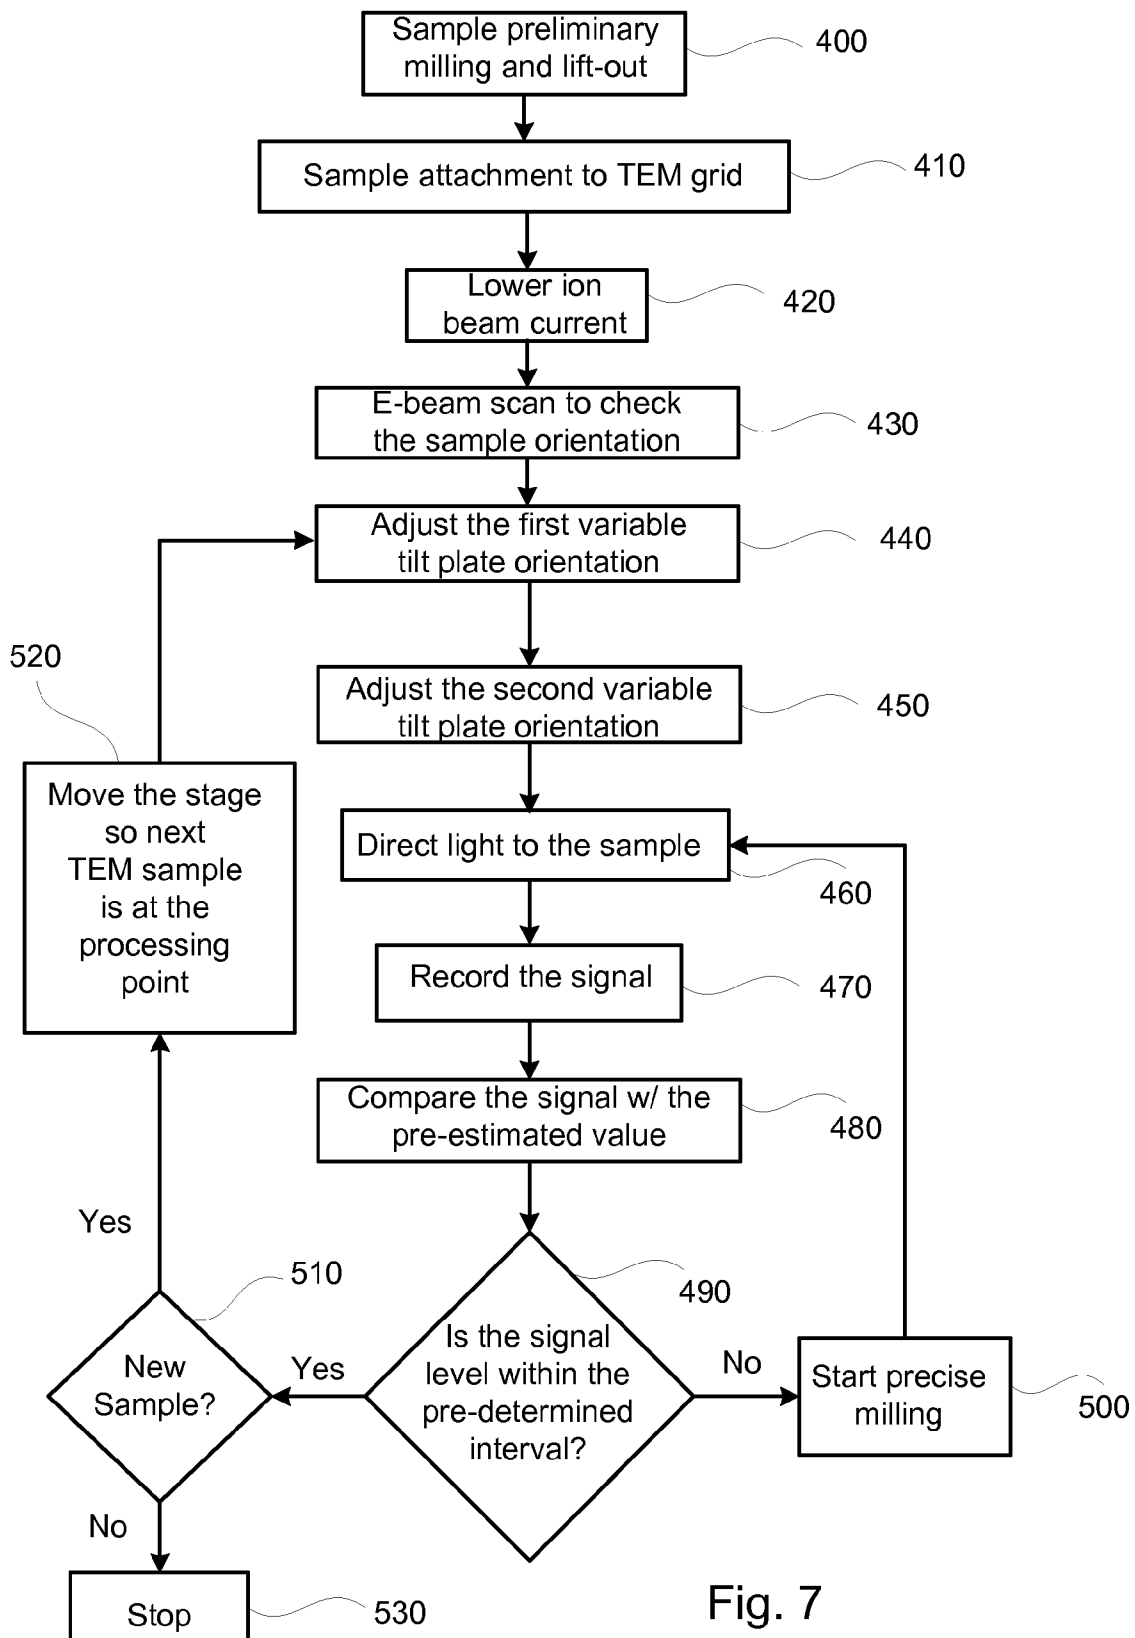 Sample preliminary
milling and lift-out
400
Sample attachment to TEM grid
410
Lower ion
beam current
420
E-beam scan to check
the sample orientation
430
Adjust the first variable
tilt plate orientation
440
520
Adjust the second variable
tilt plate orientation
450
Move the stage
so next
TEM sample
is at the
processing
point
Direct light to the sample
460
Record the signal
470
Compare the signal w/ the
pre-estimated value
480
Yes
510
490
New
Sample?
Yes
Is the signal
level within the
pre-determined
interval?
No
Start precise
milling
500
No
Stop
530
Fig. 7